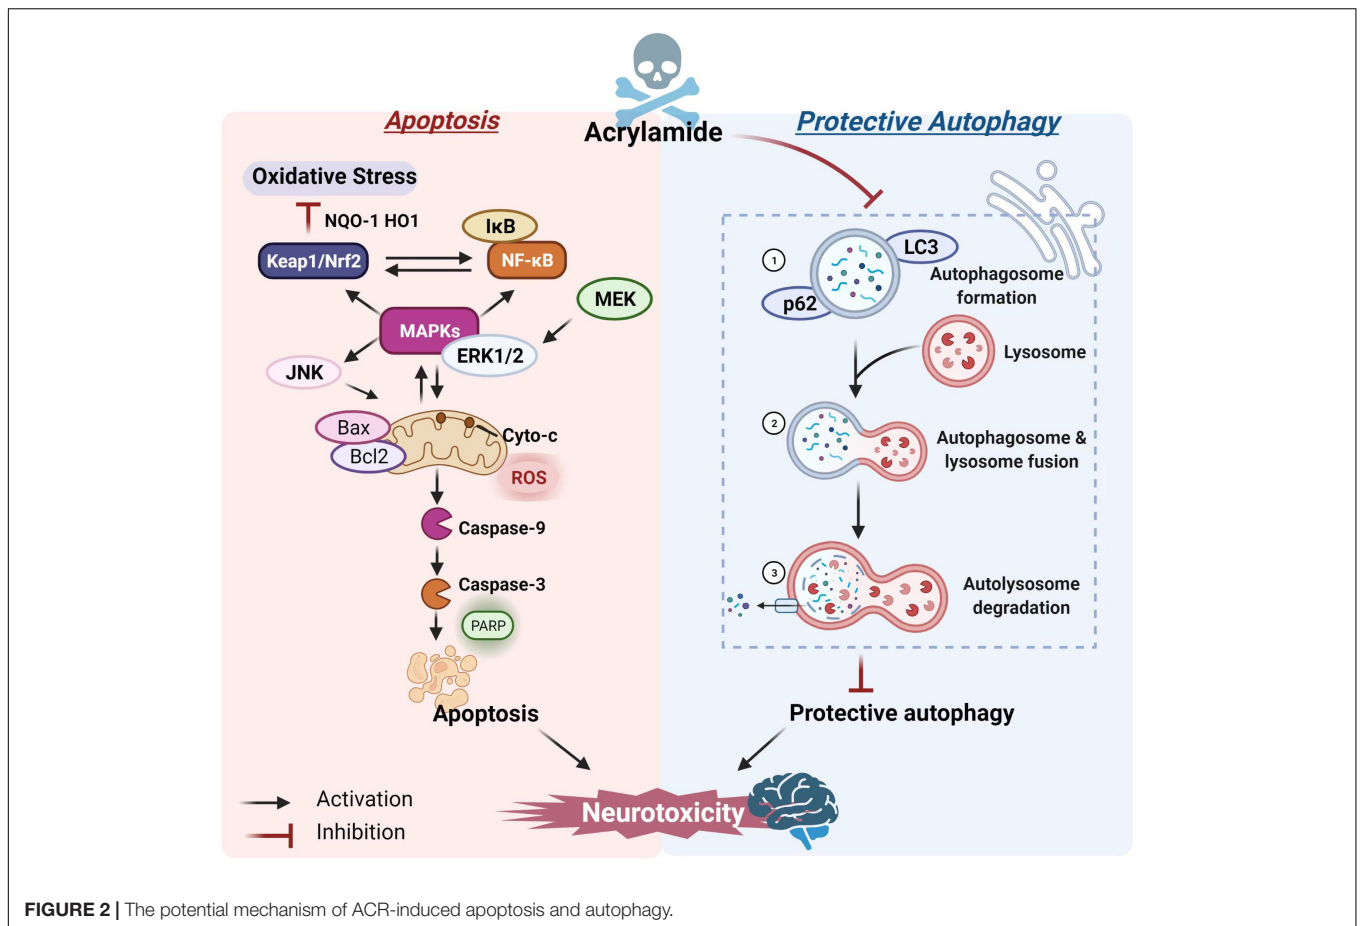 Acrylamide
Apoptosis
Oxidative Stress
NQO-1 HO1
IκB
Keap1/Nrf2
NF-κB
MEK
MAPKs
ERK1/2
JNK
Bax
Bcl2
Cyto-c
ROS
Caspase-9
Caspase-3
PARP
Apoptosis
Activation
Inhibition
Protective Autophagy
1
LC3
p62
Autophagosome
formation
Lysosome
2
Autophagosome &
lysosome fusion
3
Autolysosome
degradation
Protective autophagy
Neurotoxicity
FIGURE 2 | The potential mechanism of ACR-induced apoptosis and autophagy.